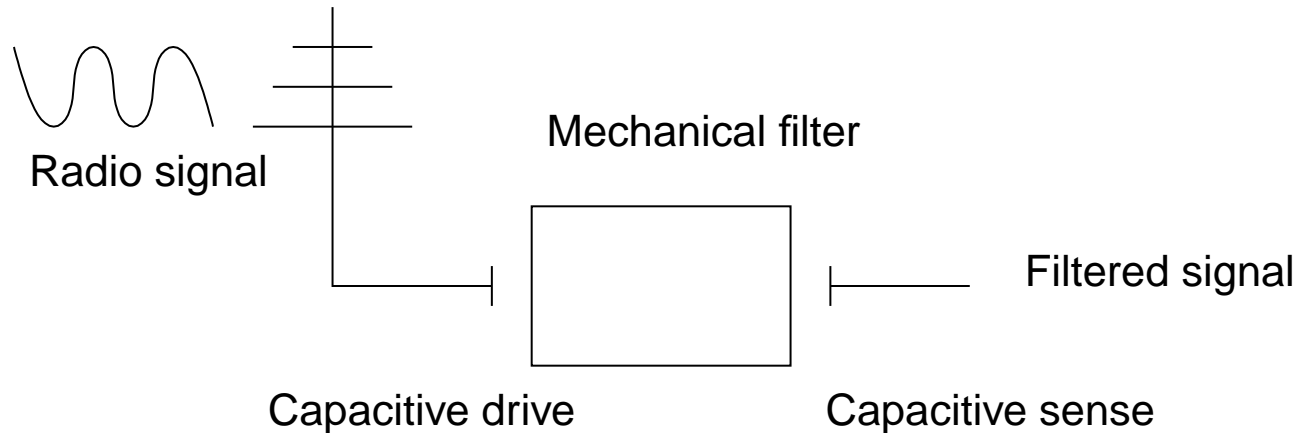 Mechanical filter
Radio signal
Filtered signal
Capacitive drive
Capacitive sense